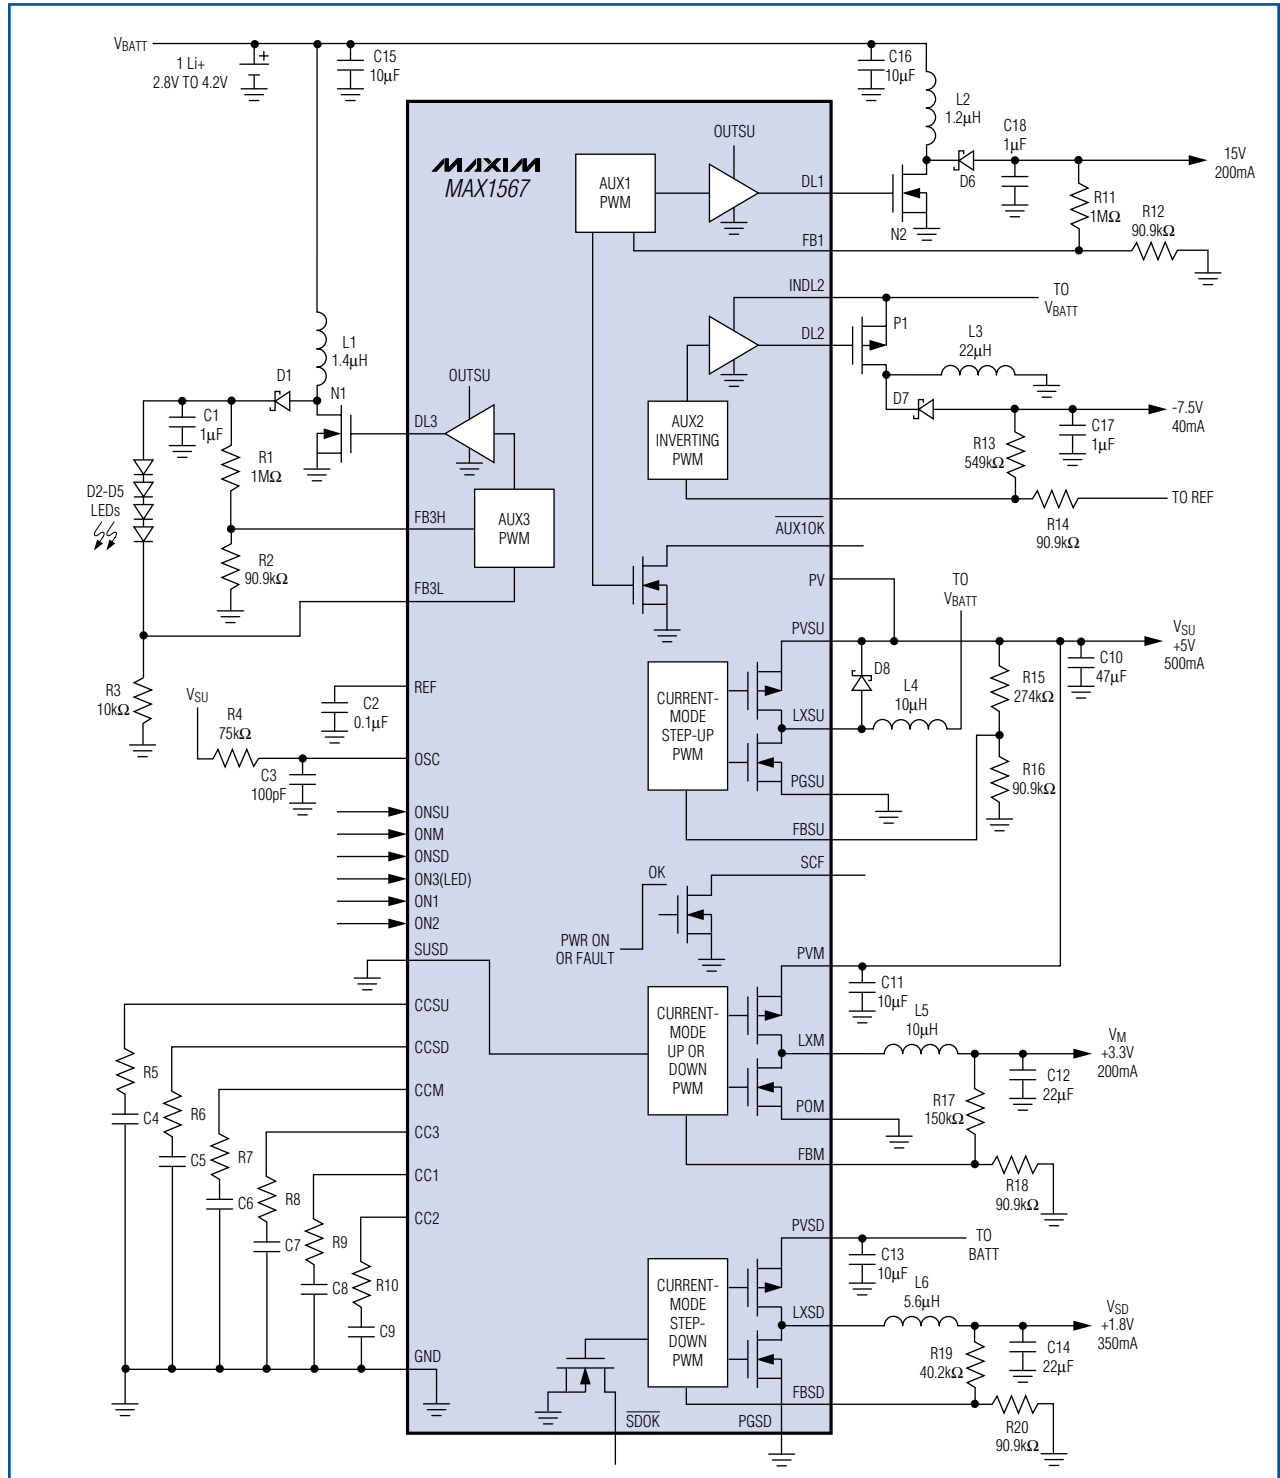 VBATT
1 Li+
2.8V TO 4.2V
+
C15
10µF
C16
10µF
L2
1.2µH
C18
1µF
D6
15V
200mA
R11
1MΩ
R12
90.9kΩ
MAXIM
MAX1567
OUTSU
AUX1
PWM
DL1
N2
FB1
INDL2
TO
VBATT
DL2
P1
L3
22µH
D7
-7.5V
40mA
C17
1µF
R13
549kΩ
R14
90.9kΩ
TO REF
AUX2
INVERTING
PWM
L1
1.4µH
D1
N1
C1
1µF
R1
1MΩ
D2-D5
LEDs
R2
90.9kΩ
OUTSU
DL3
FB3H
AUX3
PWM
FB3L
AUX1OK
PV
TO
VBATT
PVSU
VSU
+5V
500mA
C10
47µF
D8
L4
10µH
R15
274kΩ
R16
90.9kΩ
CURRENT-
MODE
STEP-UP
PWM
LXSU
PGSU
FBSU
R3
10kΩ
VSU
R4
75kΩ
C2
0.1µF
REF
C3
100pF
OSC
ONSU
ONM
ONSD
ON3(LED)
ON1
ON2
SUSD
SCF
OK
PWR ON
OR FAULT
PVM
C11
10µF
CURRENT-
MODE
UP OR
DOWN
PWM
LXM
L5
10µH
VM
+3.3V
200mA
C12
22µF
R17
150kΩ
POM
FBM
R18
90.9kΩ
CCSU
CCSD
CCM
CC3
CC1
CC2
R5
C4
R6
C5
R7
C6
R8
C7
R9
C8
R10
C9
GND
PVSD
TO
BATT
C13
10µF
CURRENT-
MODE
STEP-
DOWN
PWM
LXSD
L6
5.6µH
VSD
+1.8V
350mA
C14
22µF
R19
40.2kΩ
FBSD
R20
90.9kΩ
SDOK
PGSD